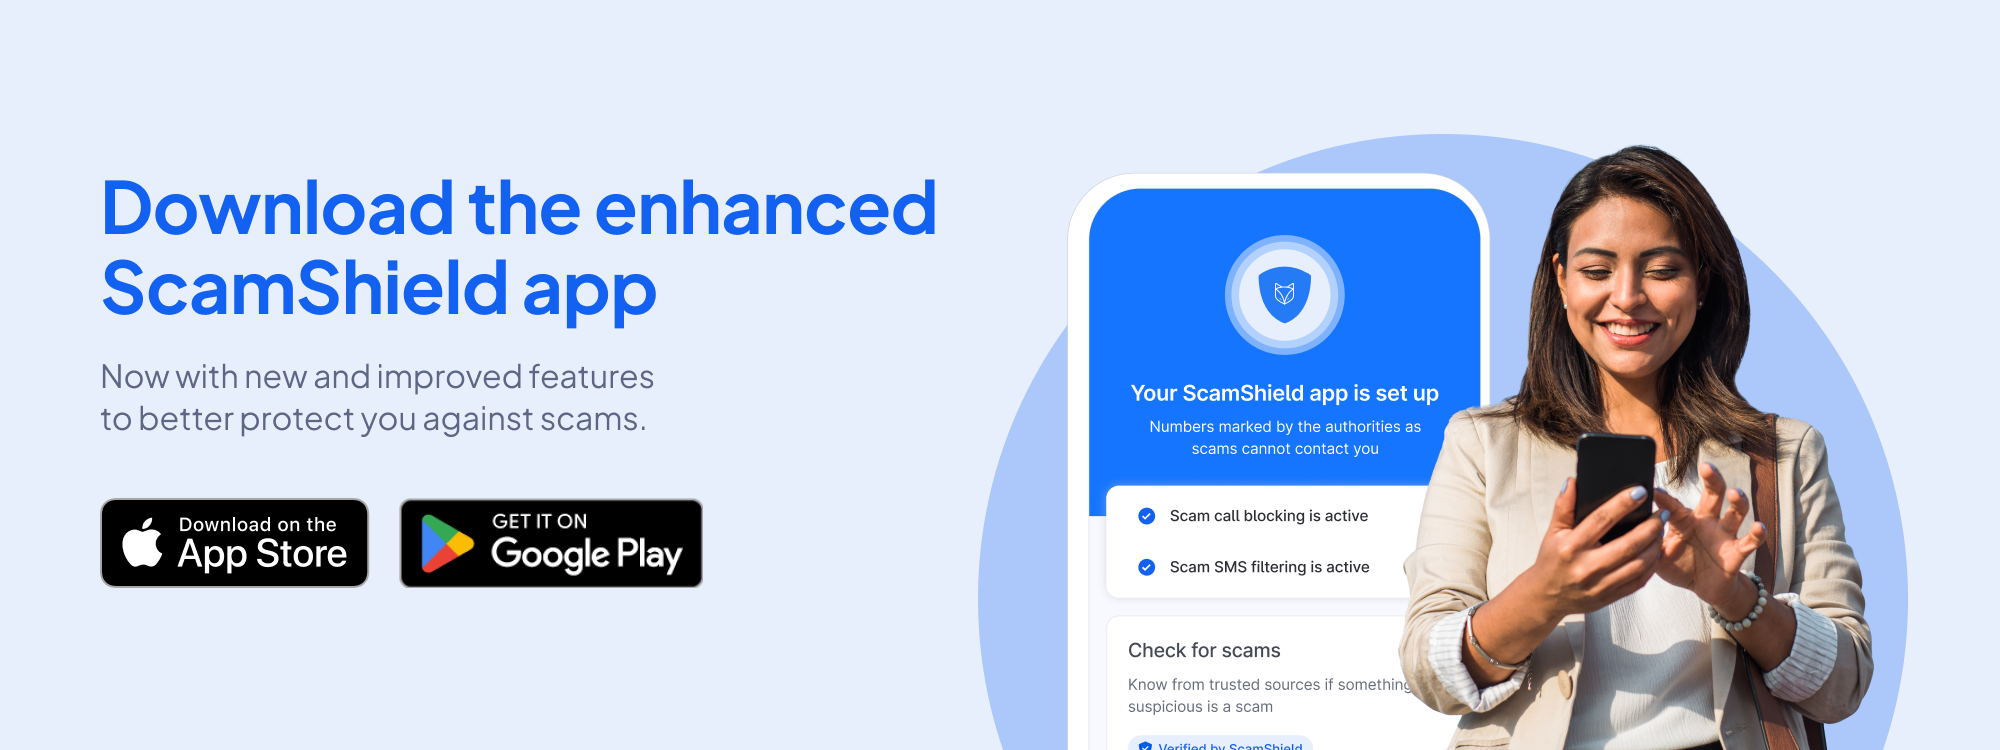 Download the enhanced
ScamShield app
Now with new and improved features
to better protect you against scams.
Download on the
App Store
GET IT ON
Google Play
Your ScamShield app is set up
Numbers marked by the authorities as
scams cannot contact you
Scam call blocking is active
Scam SMS filtering is active
Check for scams
Know from trusted sources if something
suspicious is a scam
Verified by ScamShield